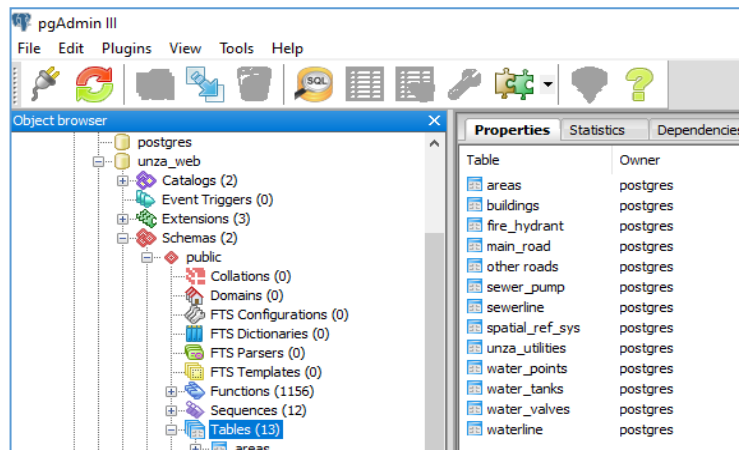 pgAdmin III
File Edit Plugins View Tools Help
SQL
Object browser
postgres
unza_web
Catalogs (2)
Event Triggers (0)
Extensions (3)
Schemas (2)
public
Collations (0)
Domains (0)
FTS Configurations (0)
FTS Dictionaries (0)
FTS Parsers (0)
FTS Templates (0)
Functions (1156)
Sequences (12)
Tables (13)
areas
Properties Statistics Dependencies
Table Owner
areas postgres
buildings postgres
fire_hydrant postgres
main_road postgres
other roads postgres
sewer_pump postgres
sewerline postgres
spatial_ref_sys postgres
unza_utilities postgres
water_points postgres
water_tanks postgres
water_valves postgres
waterline postgres